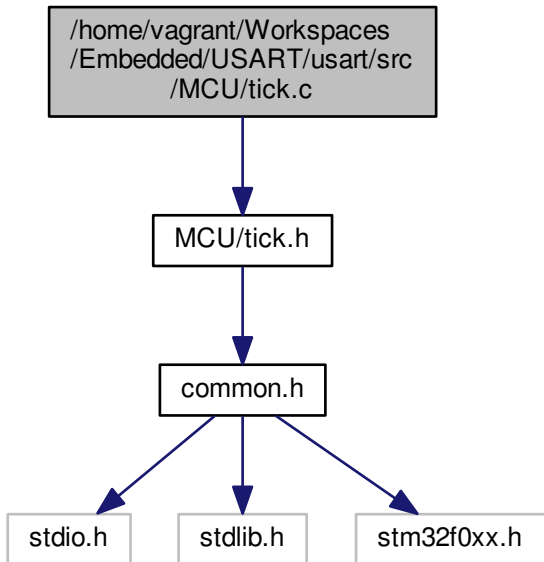 /home/vagrant/Workspaces
/Embedded/USART/usart/src
/MCU/tick.c
MCU/tick.h
common.h
stdio.h
stdlib.h
stm32f0xx.h